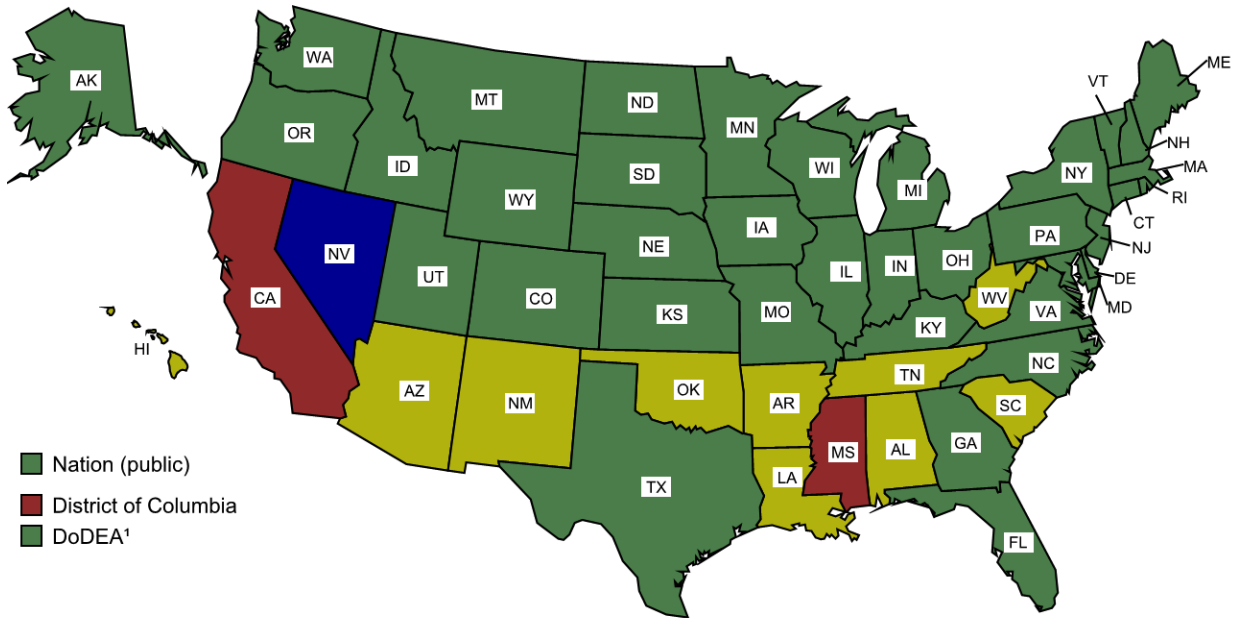 ME
WA
VT
AK
MT
ND
MN
OR
NH
MA
ID
SD
WI
NY
MI
RI
WY
CT
IA
PA
NJ
NE
NV
OH
IL
IN
DE
UT
CA
CO
WV
MD
KS
MO
VA
KY
HI
NC
TN
AZ
OK
NM
AR
SC
MS
AL
GA
Nation (public)
LA
TX
District of Columbia
DoDEA¹
FL